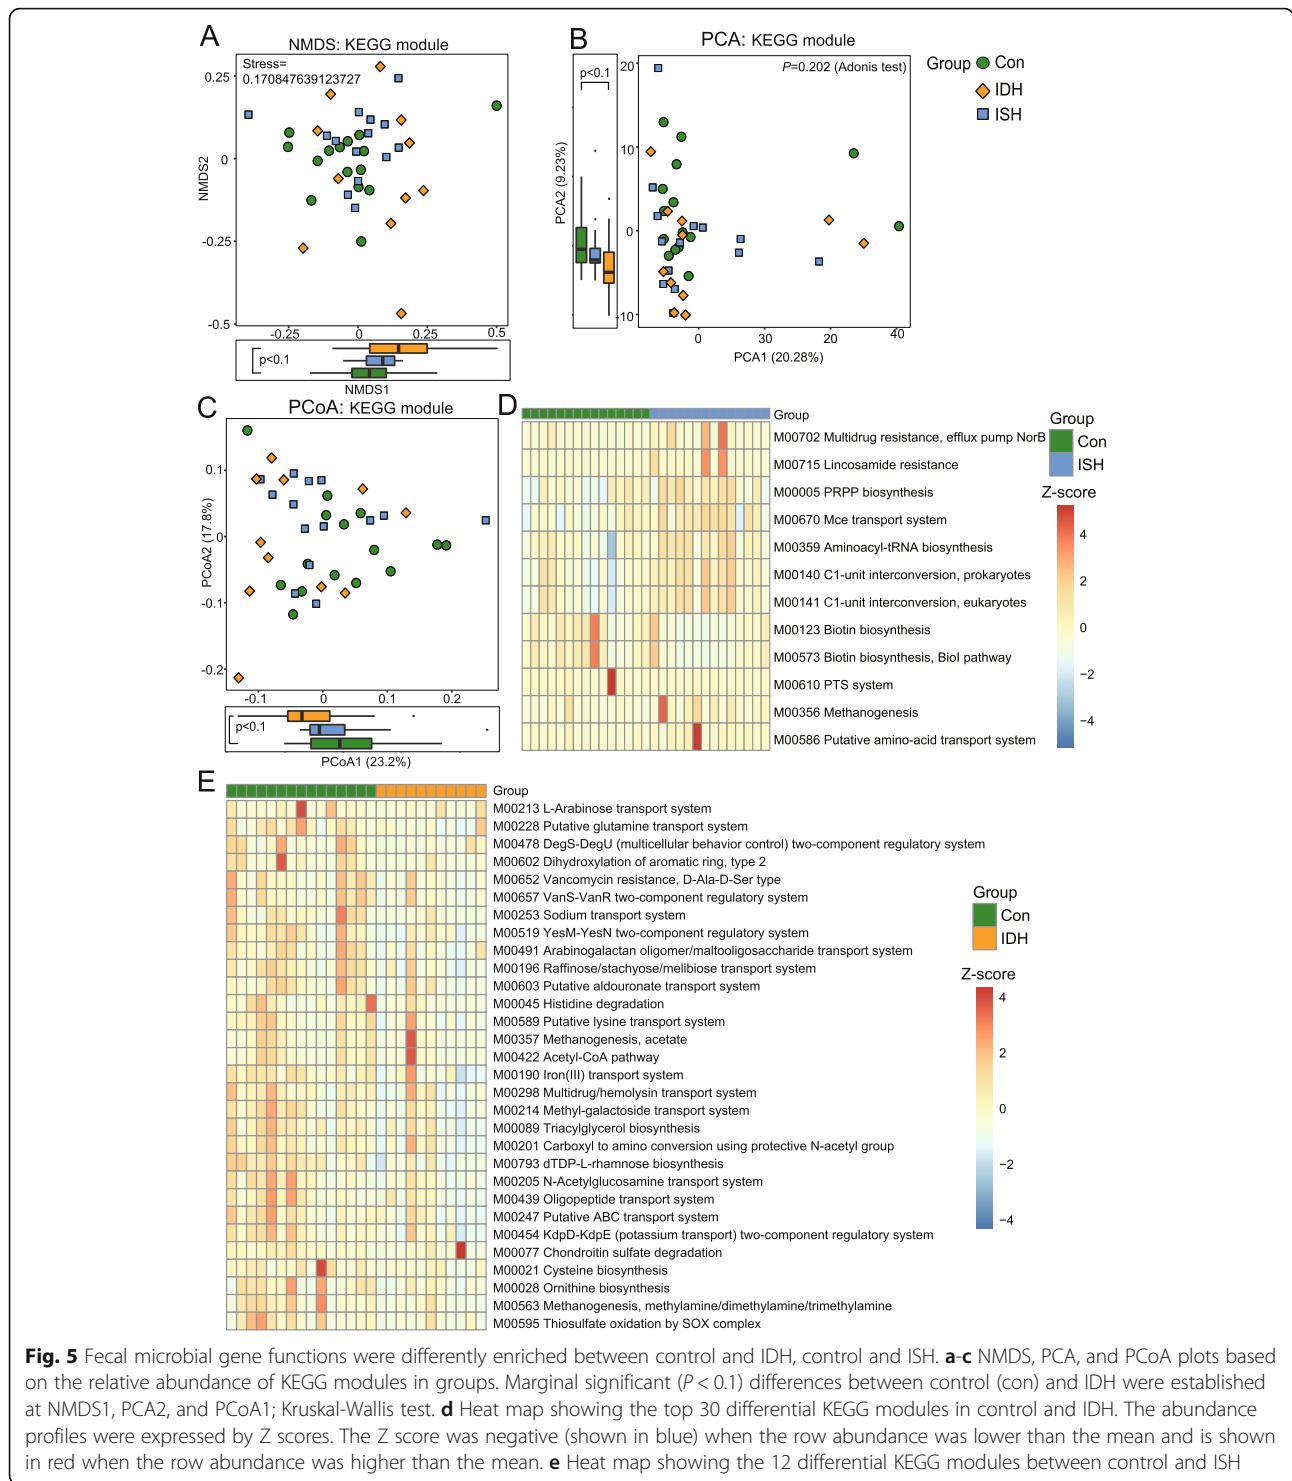 A
NMDS: KEGG module
Stress=
0.170847639123727
NMDS2
0.25
0
-0.25
-0.5
-0.25 0 0.25 0.5
p<0.1
NMDS1
B
PCA: KEGG module
p<0.1
P=0.202 (Adonis test)
PCA2 (9.23%)
20
10
0
-10
0 30 20 40
PCA1 (20.28%)
Group
Con
IDH
ISH
C
PCoA: KEGG module
PCoA2 (17.8%)
0.1
0
-0.1
-0.2
-0.1 0 0.1 0.2
p<0.1
PCoA1 (23.2%)
D
Group
M00702 Multidrug resistance, efflux pump NorB
M00715 Lincosamide resistance
M00005 PRPP biosynthesis
M00670 Mce transport system
M00359 Aminoacyl-tRNA biosynthesis
M00140 C1-unit interconversion, prokaryotes
M00141 C1-unit interconversion, eukaryotes
M00123 Biotin biosynthesis
M00573 Biotin biosynthesis, BioI pathway
M00610 PTS system
M00356 Methanogenesis
M00586 Putative amino-acid transport system
Group
Con
ISH
Z-score
4
2
0
−2
−4
E
Group
M00213 L-Arabinose transport system
M00228 Putative glutamine transport system
M00478 DegS-DegU (multicellular behavior control) two-component regulatory system
M00602 Dihydroxylation of aromatic ring, type 2
M00652 Vancomycin resistance, D-Ala-D-Ser type
M00657 VanS-VanR two-component regulatory system
M00253 Sodium transport system
M00519 YesM-YesN two-component regulatory system
M00491 Arabinogalactan oligomer/maltooligosaccharide transport system
M00196 Raffinose/stachyose/melibiose transport system
M00603 Putative aldouronate transport system
M00045 Histidine degradation
M00589 Putative lysine transport system
M00357 Methanogenesis, acetate
M00422 Acetyl-CoA pathway
M00190 Iron(III) transport system
M00298 Multidrug/hemolysin transport system
M00214 Methyl-galactoside transport system
M00089 Triacylglycerol biosynthesis
M00201 Carboxyl to amino conversion using protective N-acetyl group
M00793 dTDP-L-rhamnose biosynthesis
M00205 N-Acetylglucosamine transport system
M00439 Oligopeptide transport system
M00247 Putative ABC transport system
M00454 KdpD-KdpE (potassium transport) two-component regulatory system
M00077 Chondroitin sulfate degradation
M00021 Cysteine biosynthesis
M00028 Ornithine biosynthesis
M00563 Methanogenesis, methylamine/dimethylamine/trimethylamine
M00595 Thiosulfate oxidation by SOX complex
Group
Con
IDH
Z-score
4
2
0
−2
−4
Fig. 5 Fecal microbial gene functions were differently enriched between control and IDH, control and ISH. a-c NMDS, PCA, and PCoA plots based
on the relative abundance of KEGG modules in groups. Marginal significant (P < 0.1) differences between control (con) and IDH were established
at NMDS1, PCA2, and PCoA1; Kruskal-Wallis test. d Heat map showing the top 30 differential KEGG modules in control and IDH. The abundance
profiles were expressed by Z scores. The Z score was negative (shown in blue) when the row abundance was lower than the mean and is shown
in red when the row abundance was higher than the mean. e Heat map showing the 12 differential KEGG modules between control and ISH